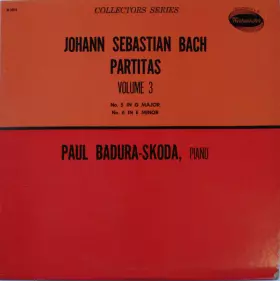 COLLECTORS SERIES
Westminster
JOHANN SEBASTIAN BACH
PARTITAS
VOLUME 3
No. 5 IN G MAJOR
No. 6 IN E MINOR
PAUL BADURA-SKODA, PIANO